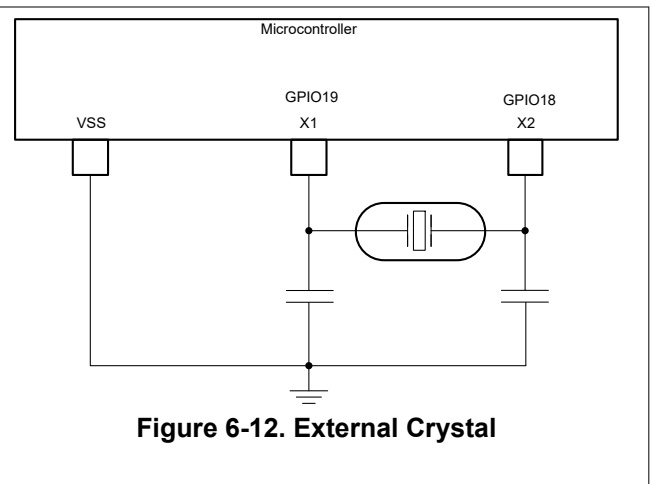 Microcontroller
GPIO19
GPIO18
VSS
X1
X2
Figure 6-12. External Crystal